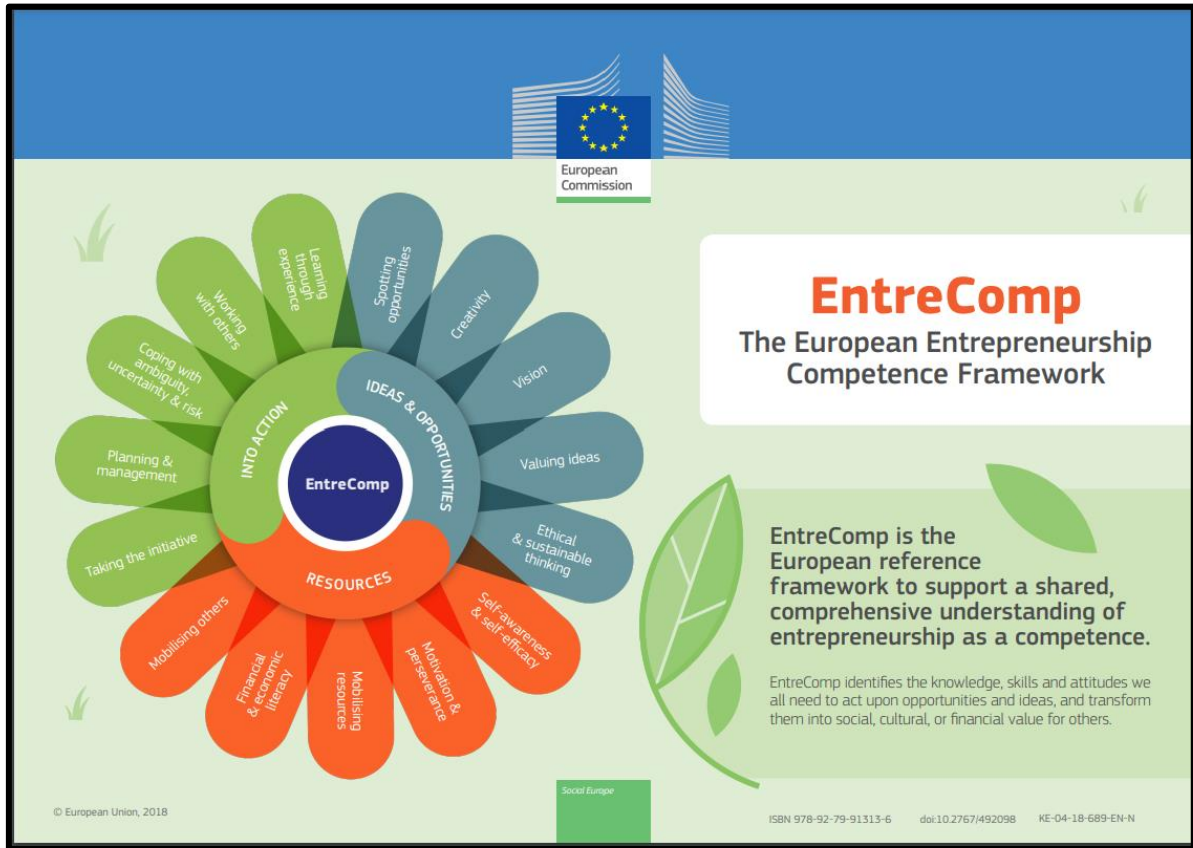 European
Commission
Learning
through
experience
Spotting
opportunities
Creativity
Vision
Valuing ideas
Ethical
& sustainable
thinking
Self-awareness
& self-efficacy
Motivation &
perseverance
Mobilising
resources
Financial
& economic
literacy
Mobilising others
Taking the initiative
Planning &
management
Coping with
ambiguity,
uncertainty & risk
Working
with others
INTO ACTION
IDEAS & OPPORTUNITIES
RESOURCES
EntreComp
EntreComp
The European Entrepreneurship
Competence Framework
EntreComp is the
European reference
framework to support a shared,
comprehensive understanding of
entrepreneurship as a competence.
EntreComp identifies the knowledge, skills and attitudes we
all need to act upon opportunities and ideas, and transform
them into social, cultural, or financial value for others.
© European Union, 2018
Social Europe
ISBN 978-92-79-91313-6 doi:10.2767/492098 KE-04-18-689-EN-N